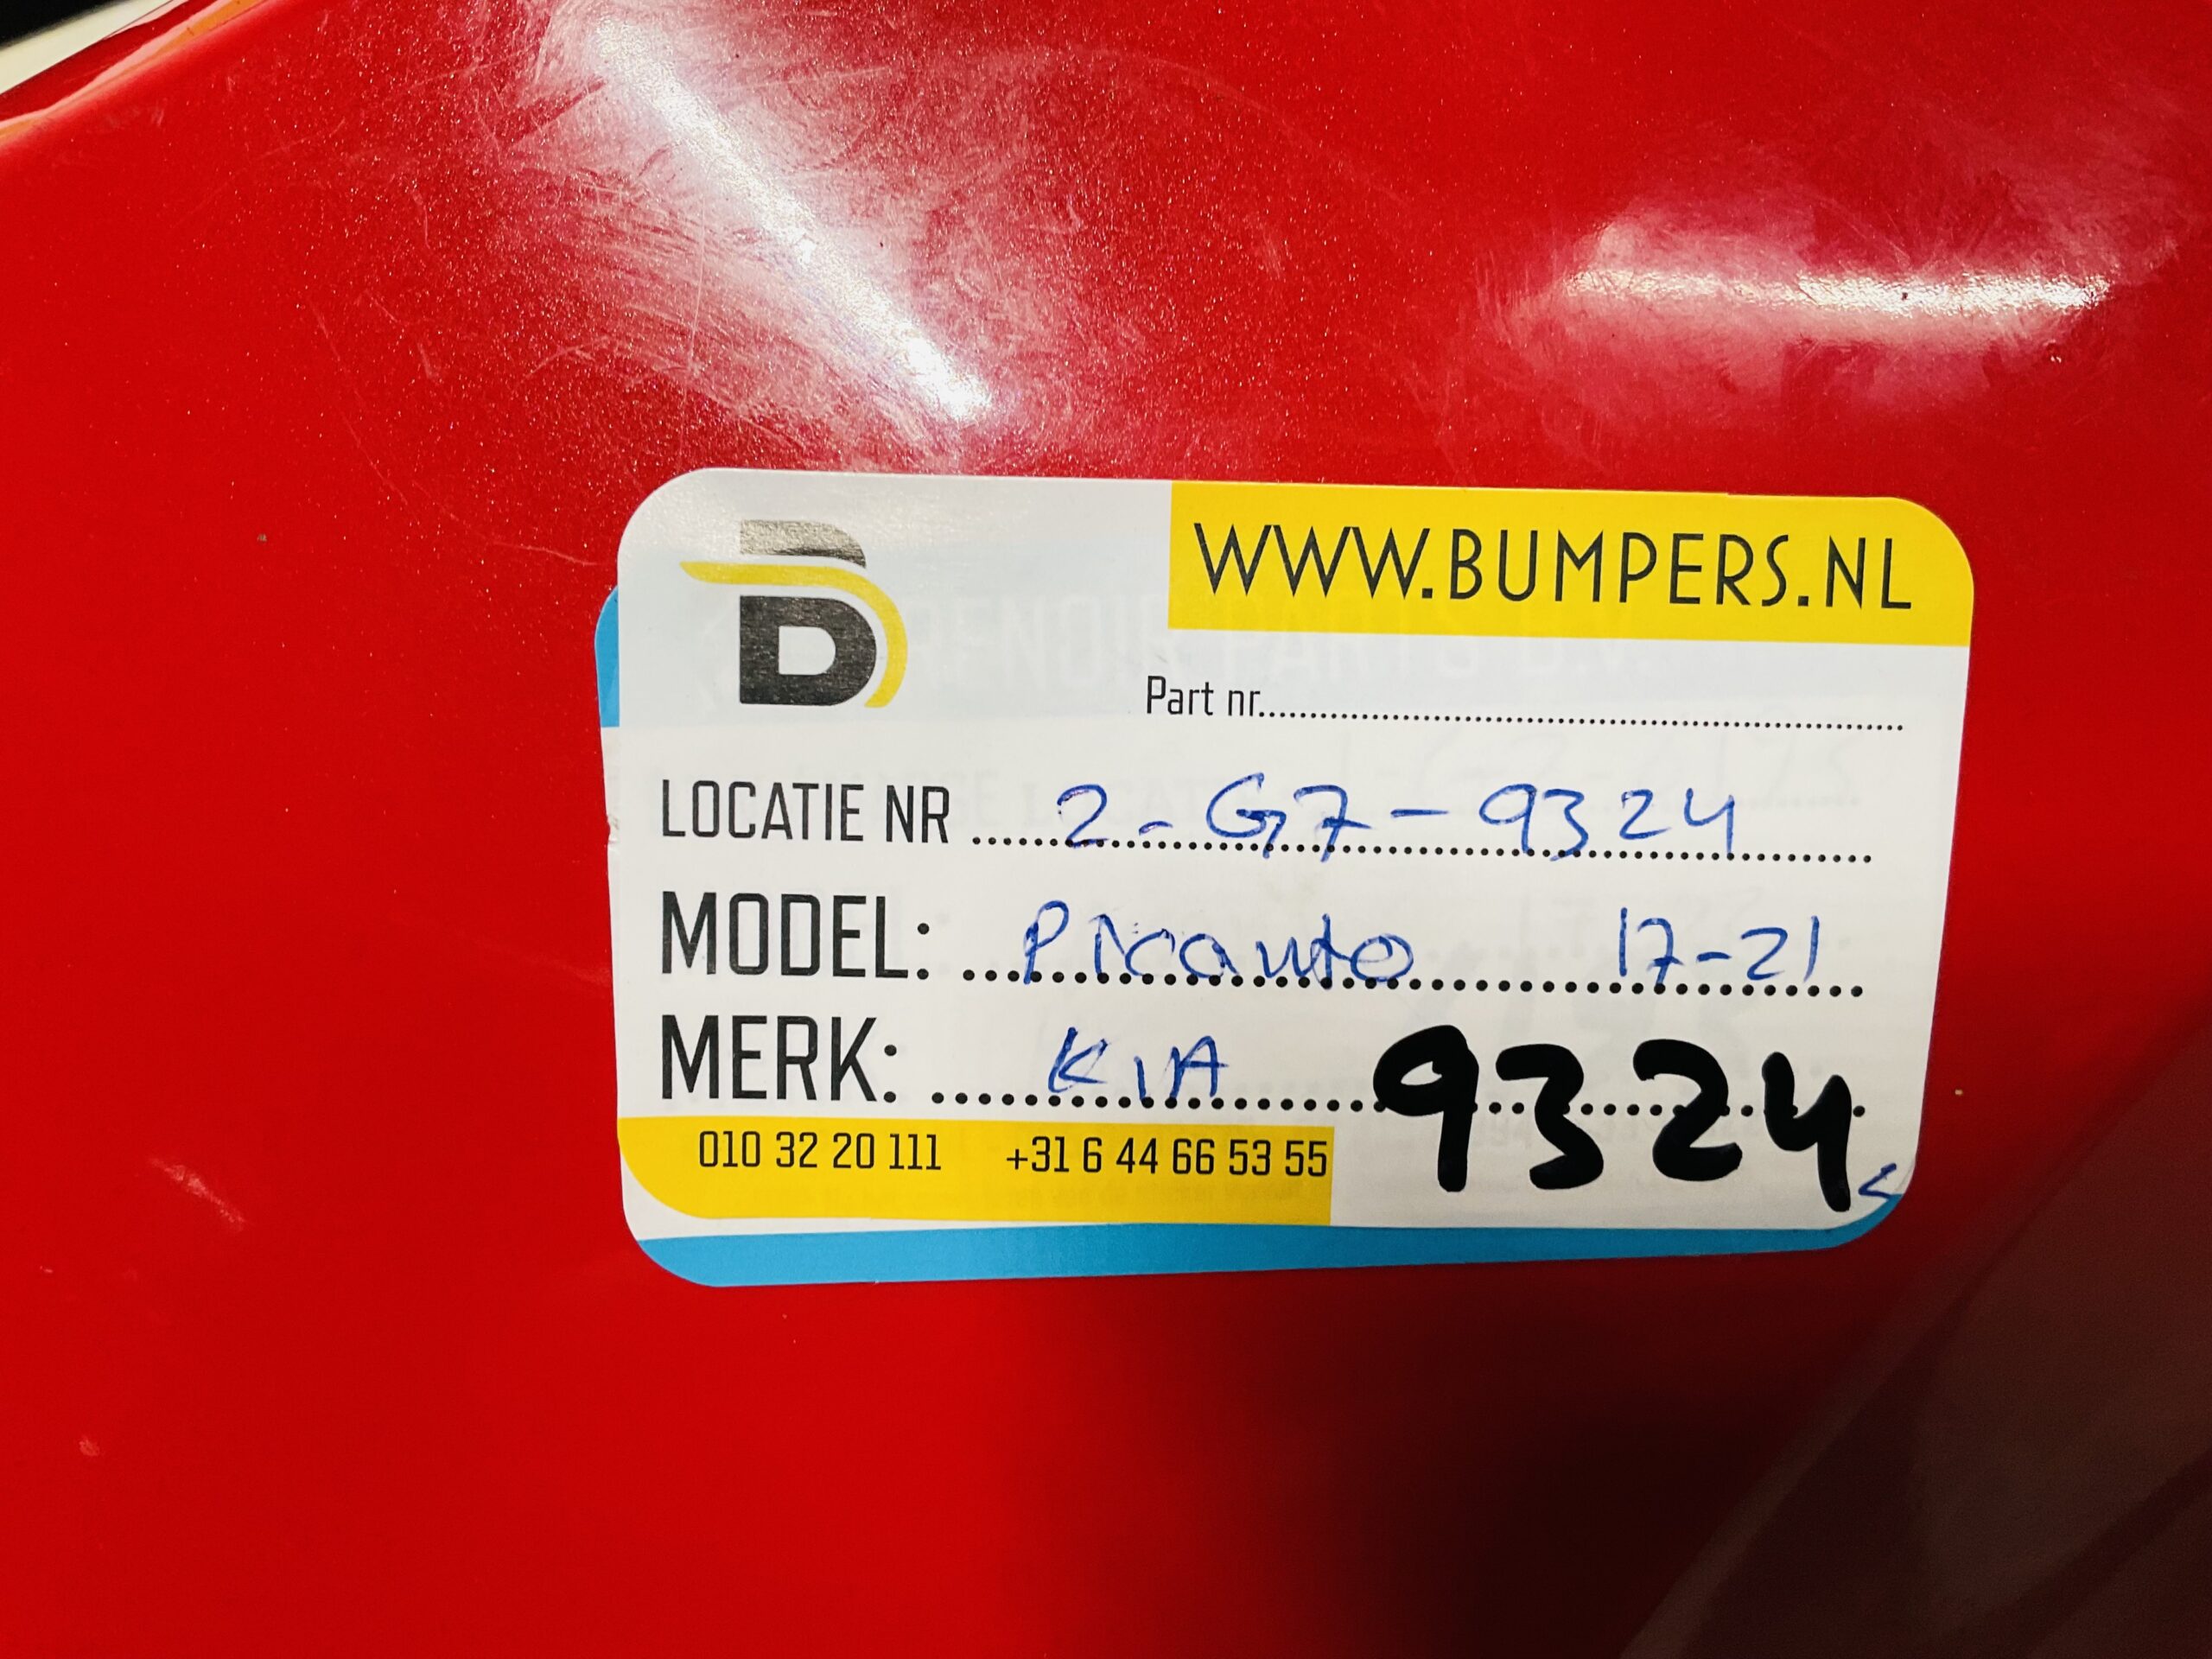 B
WWW.BUMPERS.NL
Part nr.
LOCATIE NR 2-G7-9324
MODEL: Picanto 17-21
MERK: KIA 9324
010 32 20 111 +31 6 44 66 53 55